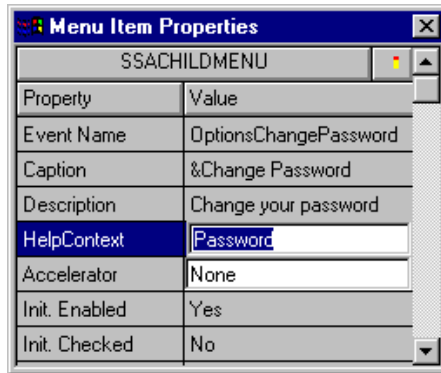 Menu Item Properties
SSACHILDMENU
Property Value
Event Name OptionsChangePassword
Caption &Change Password
Description Change your password
HelpContext Password
Accelerator None
Init. Enabled Yes
Init. Checked No